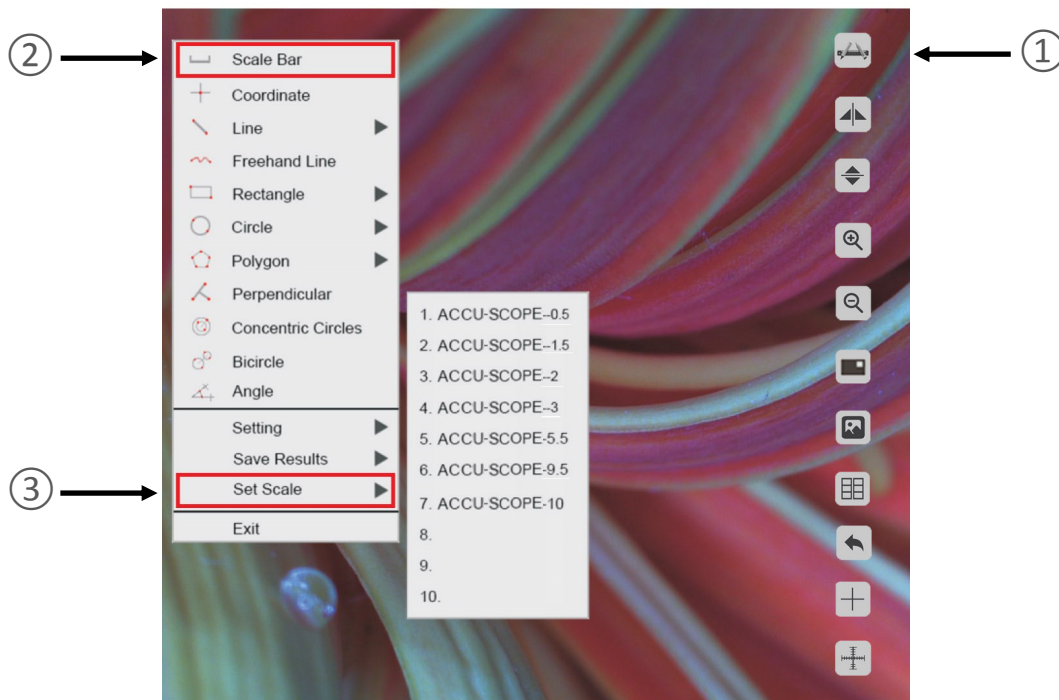 ②
①
Scale Bar
Coordinate
Line
Freehand Line
Rectangle
Circle
Polygon
Perpendicular
Concentric Circles
Bicircle
Angle
Setting
Save Results
③
Set Scale
Exit
1. ACCU-SCOPE--0.5
2. ACCU-SCOPE--1.5
3. ACCU-SCOPE--2
4. ACCU-SCOPE--3
5. ACCU-SCOPE-5.5
6. ACCU-SCOPE-9.5
7. ACCU-SCOPE-10
8.
9.
10.